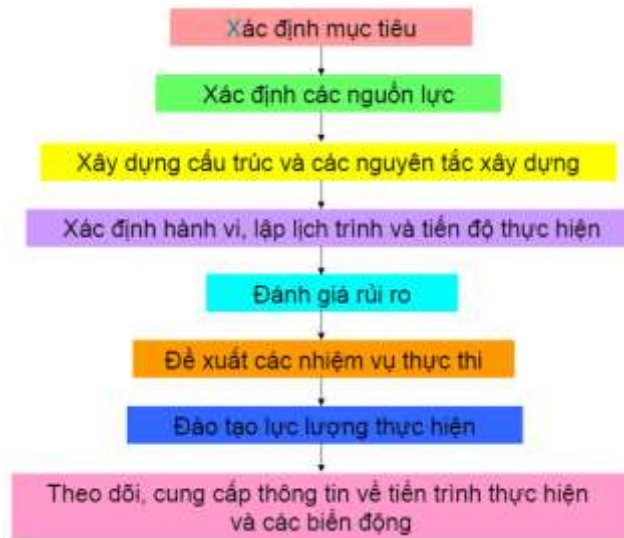 Xác định mục tiêu
Xác định các nguồn lực
Xây dựng cấu trúc và các nguyên tắc xây dựng
Xác định hành vi, lập lịch trình và tiến độ thực hiện
Đánh giá rủi ro
Đề xuất các nhiệm vụ thực thi
Đào tạo lực lượng thực hiện
Theo dõi, cung cấp thông tin về tiến trình thực hiện
và các biến động